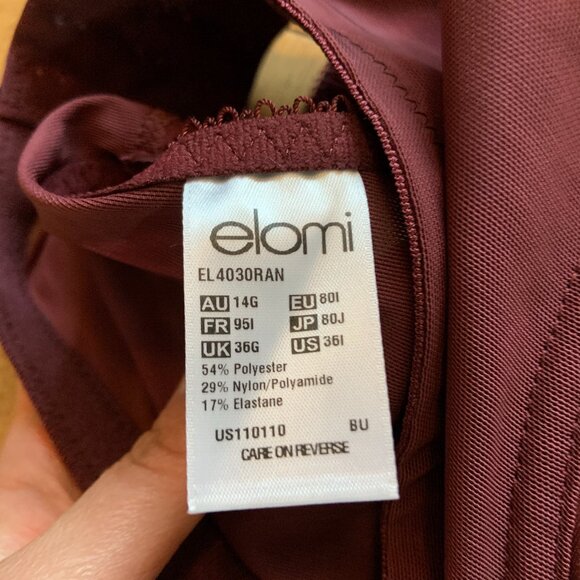 elomi
EL4030RAN
AU 14G EU 80I
FR 95I JP 80J
UK 36G US 36I
54% Polyester
29% Nylon/Polyamide
17% Elastane
US110110 BU
CARE ON REVERSE